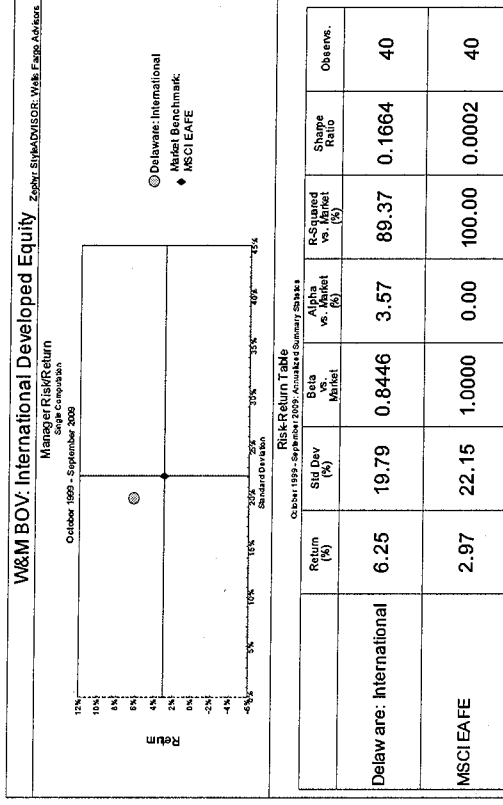 W&M BOV: International Developed Equity
Zephyr StyleADVISOR: Wells Fargo Advisors
Manager Risk/Return
Single Computation
October 1999 - September 2009
12%
10%
8%
6%
4%
2%
0%
-2%
-4%
-6%
Return
0%
5%
10%
15%
20%
25%
30%
35%
40%
45%
Standard Deviation
Delaware: International
Market Benchmark:
MSCI EAFE
Risk-Return Table
October 1999 - September 2009: Annualized Summary Statistics
Return (%) Std Dev (%) Beta vs. Market Alpha vs. Market (%) R-Squared vs. Market (%) Sharpe Ratio Observs.
Delaware: International 6.25 19.79 0.8446 3.57 89.37 0.1664 40
MSCI EAFE 2.97 22.15 1.0000 0.00 100.00 0.0002 40